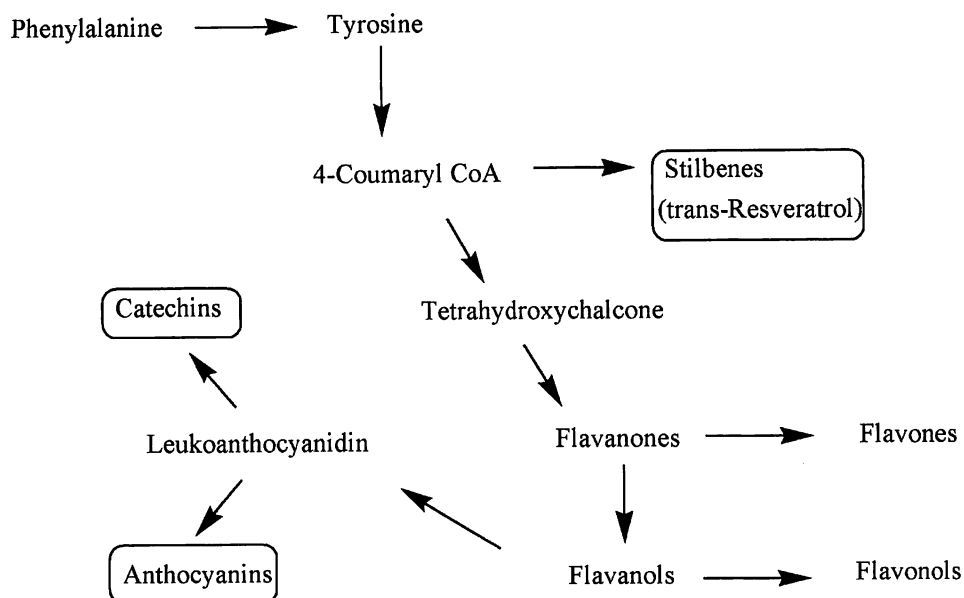 Phenylalanine
Tyrosine
4-Coumaryl CoA
Stilbenes
(trans-Resveratrol)
Catechins
Tetrahydroxychalcone
Leukoanthocyanidin
Flavanones
Flavones
Anthocyanins
Flavanols
Flavonols